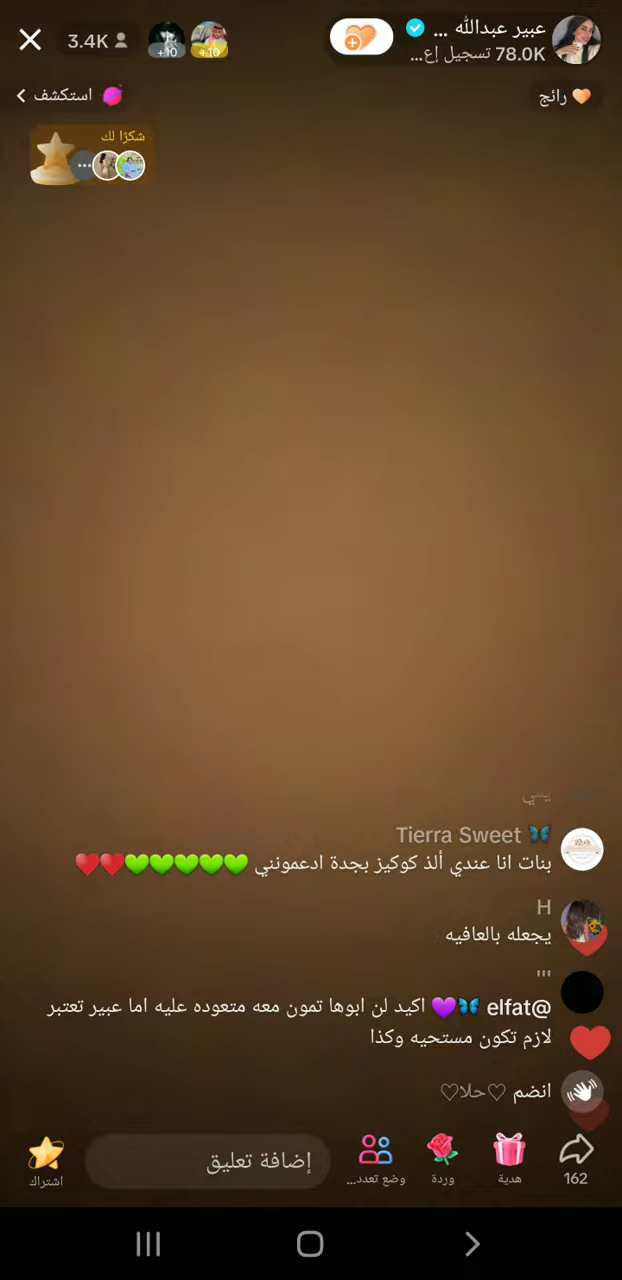 عبير عبدالله ...
78.0K تسجيل إع...
3.4K
+10
+10
رائج
استكشف
شكرًا لك
Tierra Sweet 🦋
بنات انا عندي ألذ كوكيز بجدة ادعمونني 💚💚💚💚💚♥️♥️
H
يجعله بالعافيه
'''
@elfat 🦋💜 اكيد لن ابوها تمون معه متعوده عليه اما عبير تعتبر
لازم تكون مستحيه وكذا
انضم ♡حلا♡
162
هدية
وردة
وضع تعدد...
إضافة تعليق
اشتراك